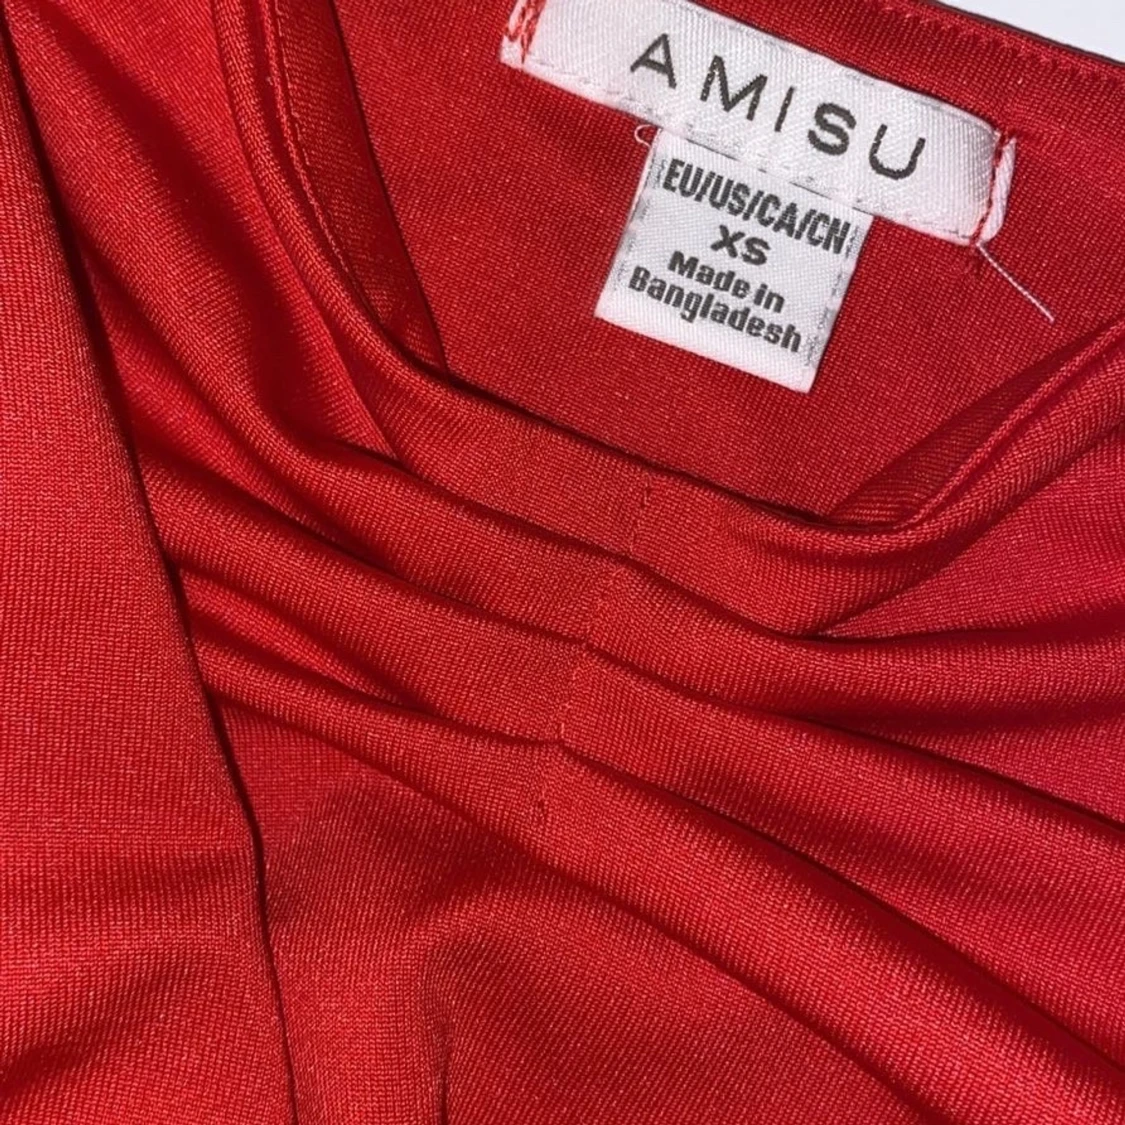 AMISU
EU/US/CA/CN
XS
Made in
Bangladesh